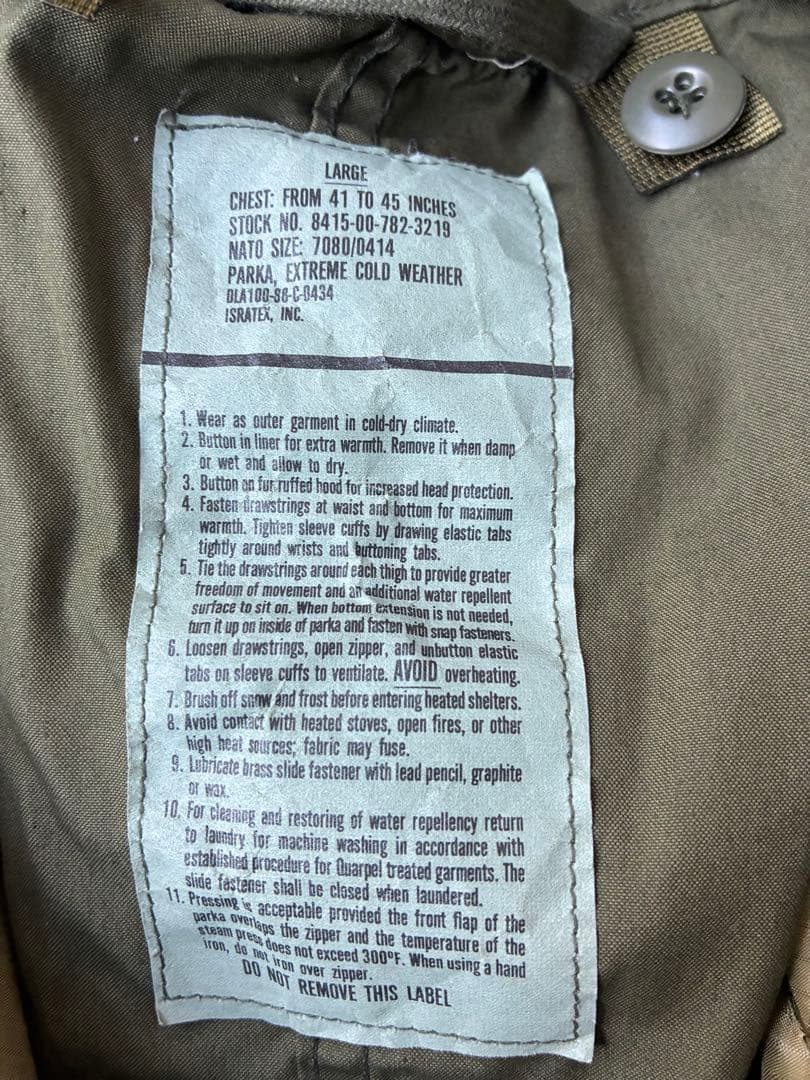 LARGE
CHEST: FROM 41 TO 45 INCHES
STOCK NO. 8415-00-782-3219
NATO SIZE: 7080/0414
PARKA, EXTREME COLD WEATHER
DLA100-86-C-0434
ISRATEX, INC.
1. Wear as outer garment in cold-dry climate.
2. Button in liner for extra warmth. Remove it when damp
or wet and allow to dry.
3. Button on fur ruffed hood for increased head protection.
4. Fasten drawstrings at waist and bottom for maximum
warmth. Tighten sleeve cuffs by drawing elastic tabs
tightly around wrists and buttoning tabs.
5. Tie the drawstrings around each thigh to provide greater
freedom of movement and an additional water repellent
surface to sit on. When bottom extension is not needed,
turn it up on inside of parka and fasten with snap fasteners.
6. Loosen drawstrings, open zipper, and unbutton elastic
tabs on sleeve cuffs to ventilate. AVOID overheating.
7. Brush off snow and frost before entering heated shelters.
8. Avoid contact with heated stoves, open fires, or other
high heat sources; fabric may fuse.
9. Lubricate brass slide fastener with lead pencil, graphite
or wax.
10. For cleaning and restoring of water repellency return
to laundry for machine washing in accordance with
established procedure for Quarpel treated garments. The
slide fastener shall be closed when laundered.
11. Pressing is acceptable provided the front flap of the
parka overlaps the zipper and the temperature of the
steam press does not exceed 300°F. When using a hand
iron, do not iron over zipper.
DO NOT REMOVE THIS LABEL